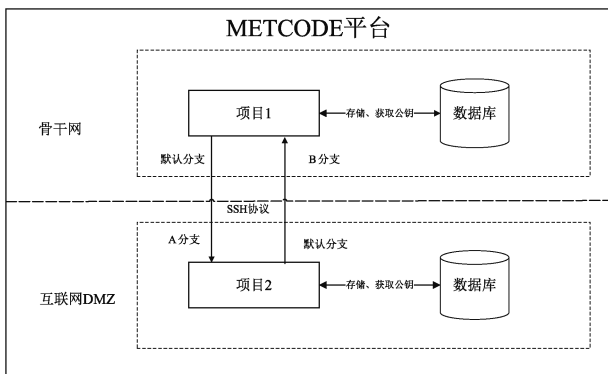 METCODE平台
项目1
存储、获取公钥
数据库
骨干网
默认分支
B分支
SSH协议
A分支
默认分支
项目2
存储、获取公钥
数据库
互联网DMZ